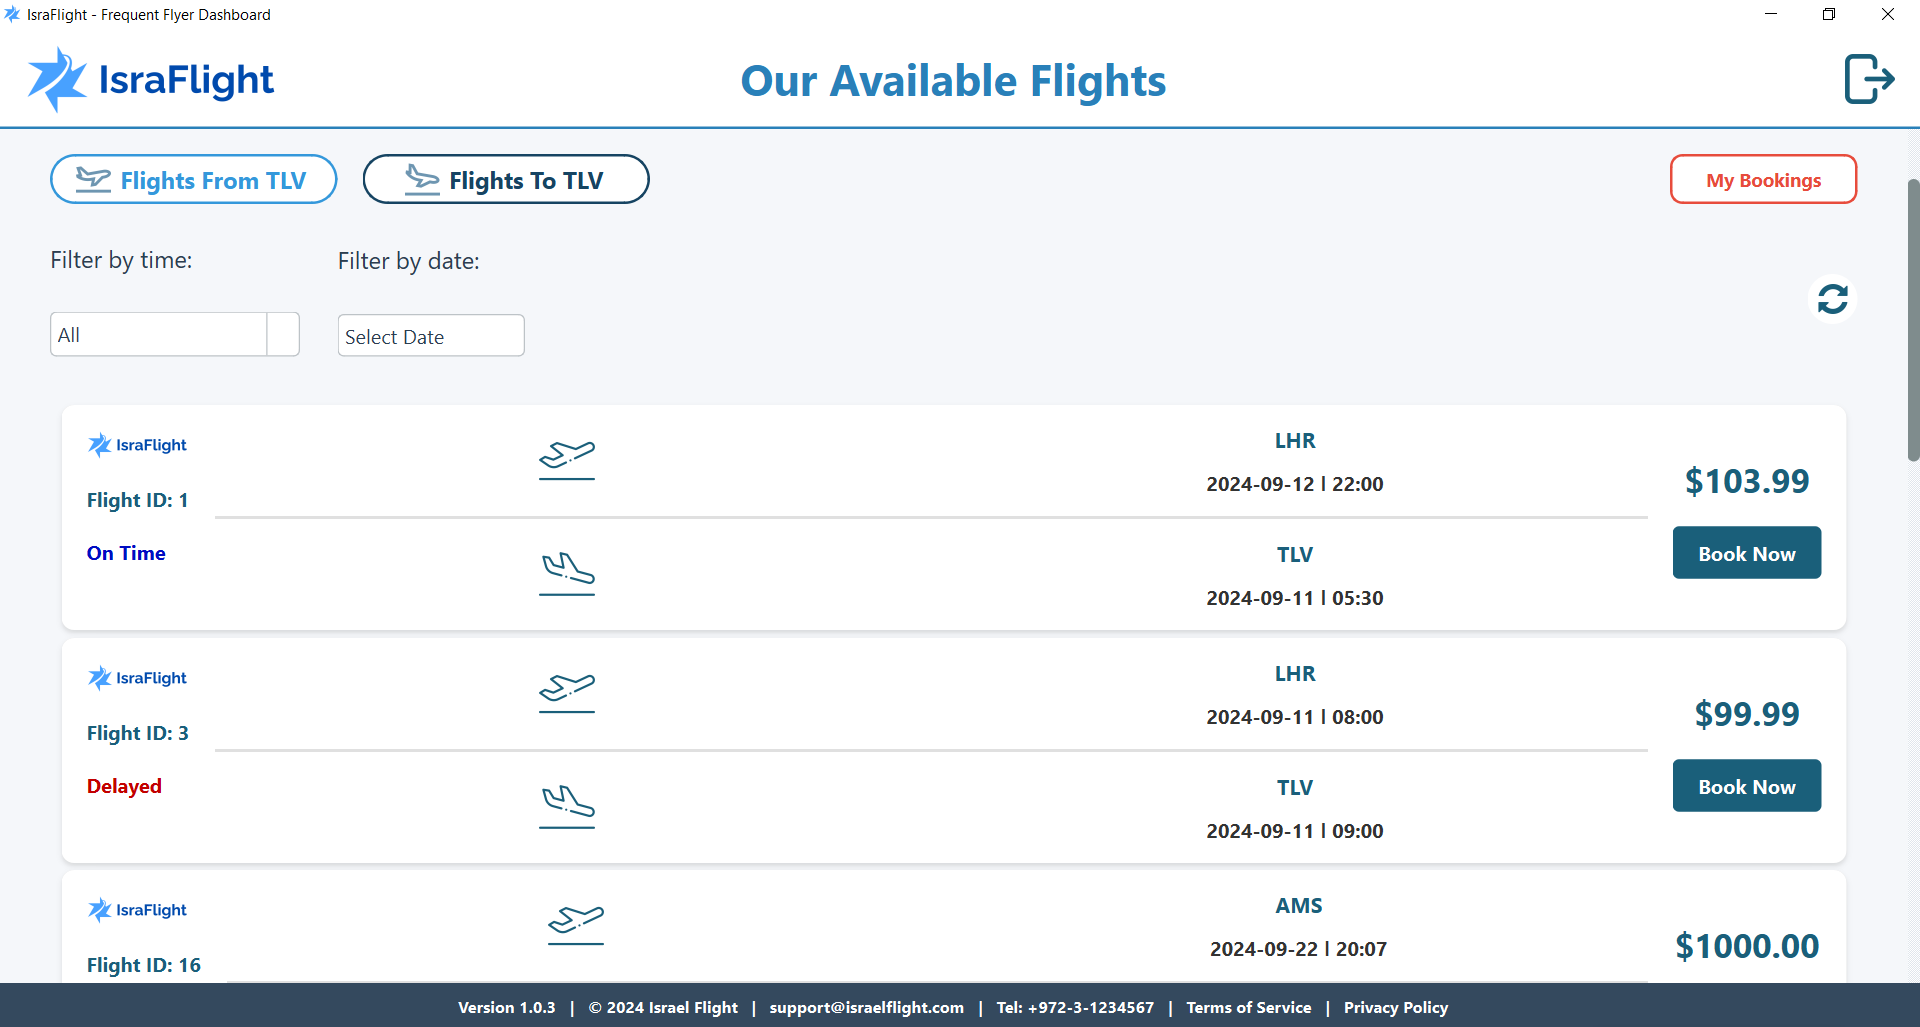 IsraFlight - Frequent Flyer Dashboard
IsraFlight
Our Available Flights
Flights From TLV
Flights To TLV
My Bookings
Filter by time:
Filter by date:
All
Select Date
IsraFlight
Flight ID: 1
On Time
LHR
2024-09-12 | 22:00
TLV
2024-09-11 | 05:30
$103.99
Book Now
IsraFlight
Flight ID: 3
Delayed
LHR
2024-09-11 | 08:00
TLV
2024-09-11 | 09:00
$99.99
Book Now
IsraFlight
Flight ID: 16
AMS
2024-09-22 | 20:07
$1000.00
Version 1.0.3 | © 2024 Israel Flight | support@israelflight.com | Tel: +972-3-1234567 | Terms of Service | Privacy Policy